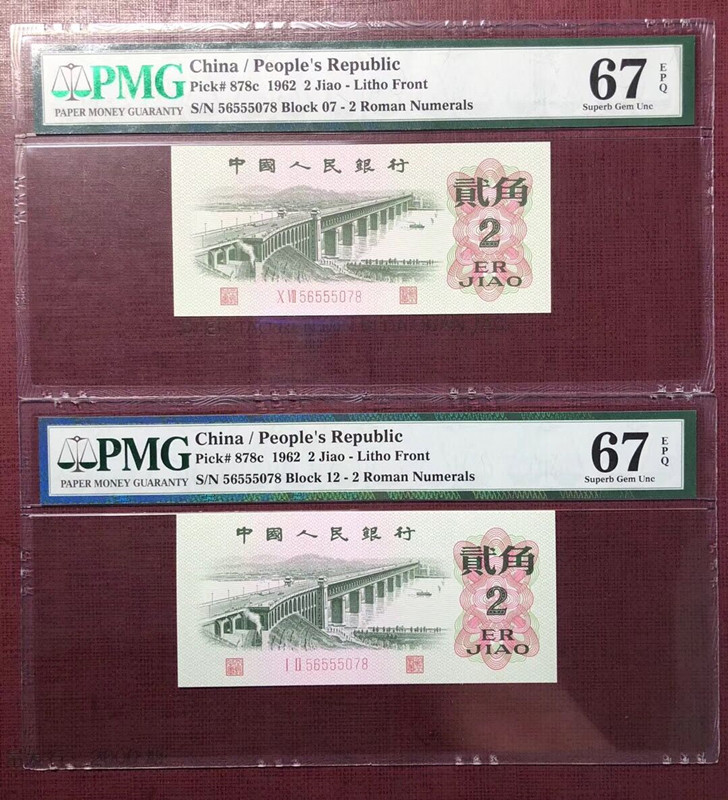 PMG
PAPER MONEY GUARANTY
China / People's Republic
Pick# 878c 1962 2 Jiao - Litho Front
S/N 56555078 Block 07 - 2 Roman Numerals
67
EPQ
Superb Gem Unc
中國人民銀行
貳角
2
ER
JIAO
X Ⅶ 56555078
PMG
PAPER MONEY GUARANTY
China / People's Republic
Pick# 878c 1962 2 Jiao - Litho Front
S/N 56555078 Block 12 - 2 Roman Numerals
67
EPQ
Superb Gem Unc
中國人民銀行
貳角
2
ER
JIAO
I II 56555078